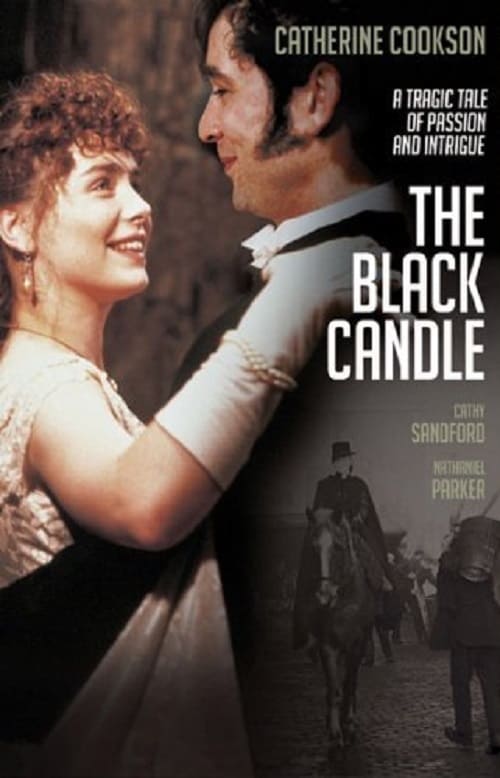 CATHERINE COOKSON
A TRAGIC TALE
OF PASSION
AND INTRIGUE
THE
BLACK
CANDLE
CATHY
SANDFORD
NATHANIEL
PARKER